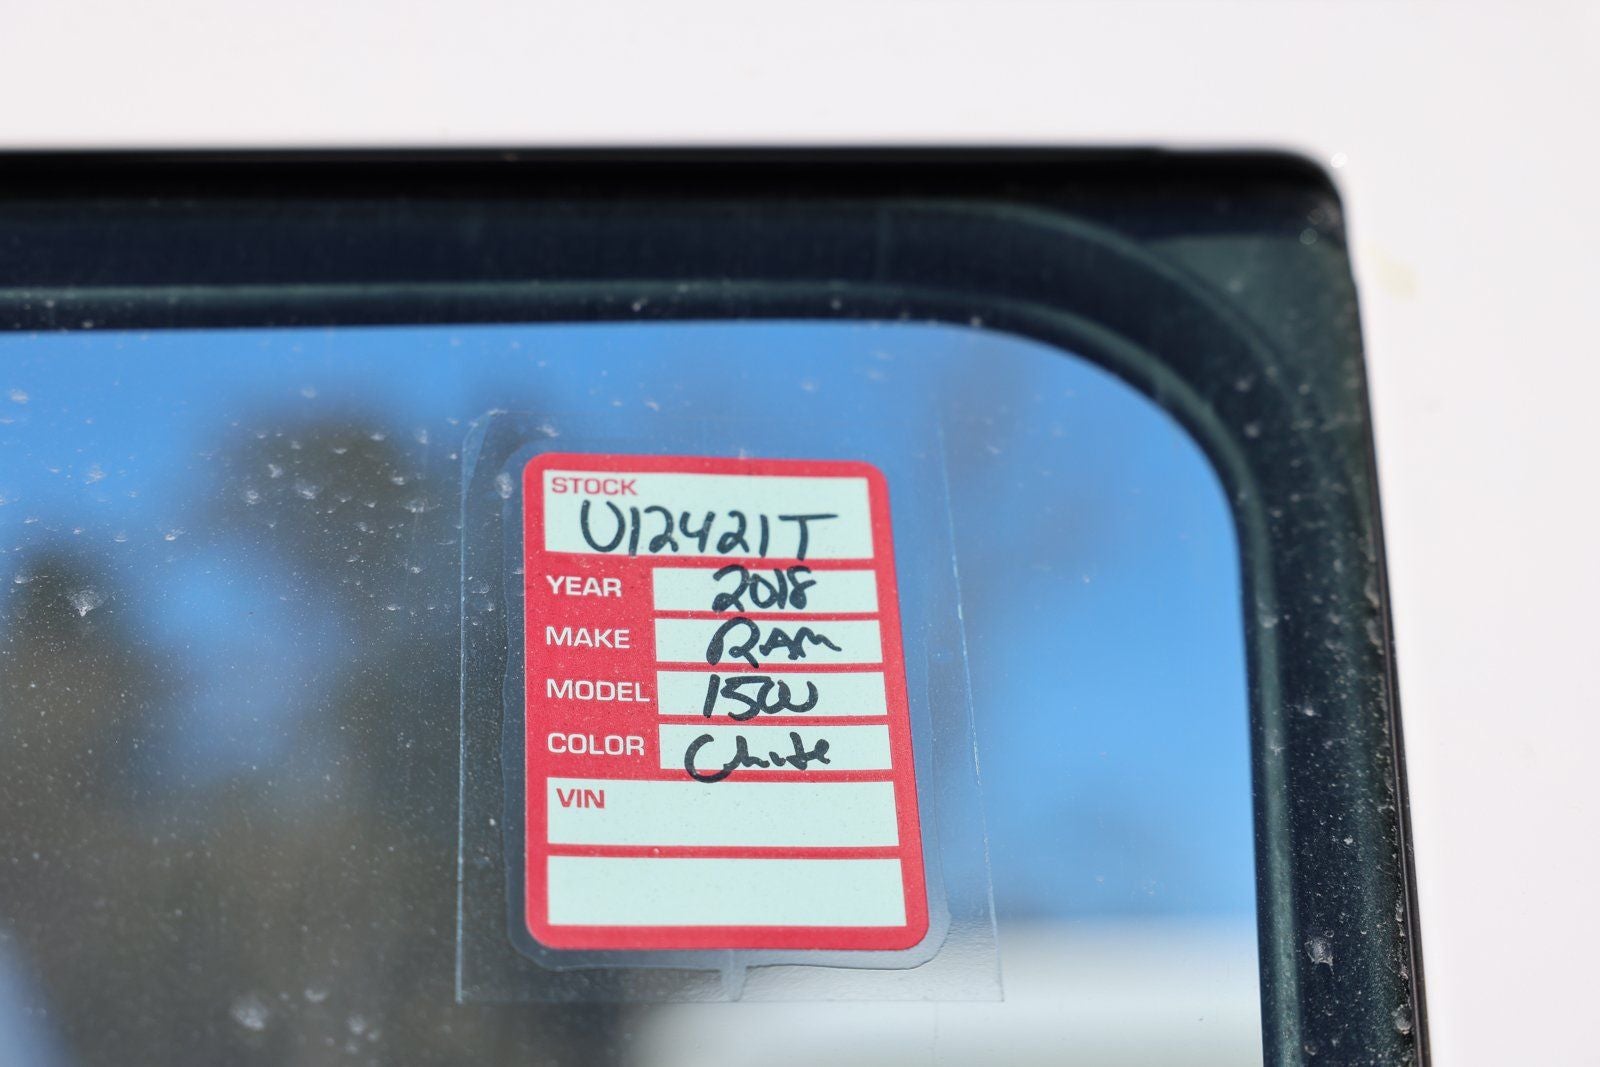 STOCK
U12421T
YEAR 2018
MAKE RAM
MODEL 1500
COLOR White
VIN